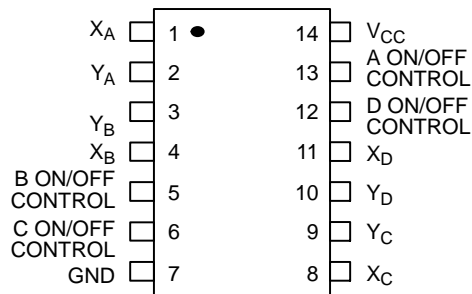 XA 1 14 VCC
YA 2 13 A ON/OFF CONTROL
YB 3 12 D ON/OFF CONTROL
XB 4 11 XD
B ON/OFF CONTROL 5 10 YD
C ON/OFF CONTROL 6 9 YC
GND 7 8 XC